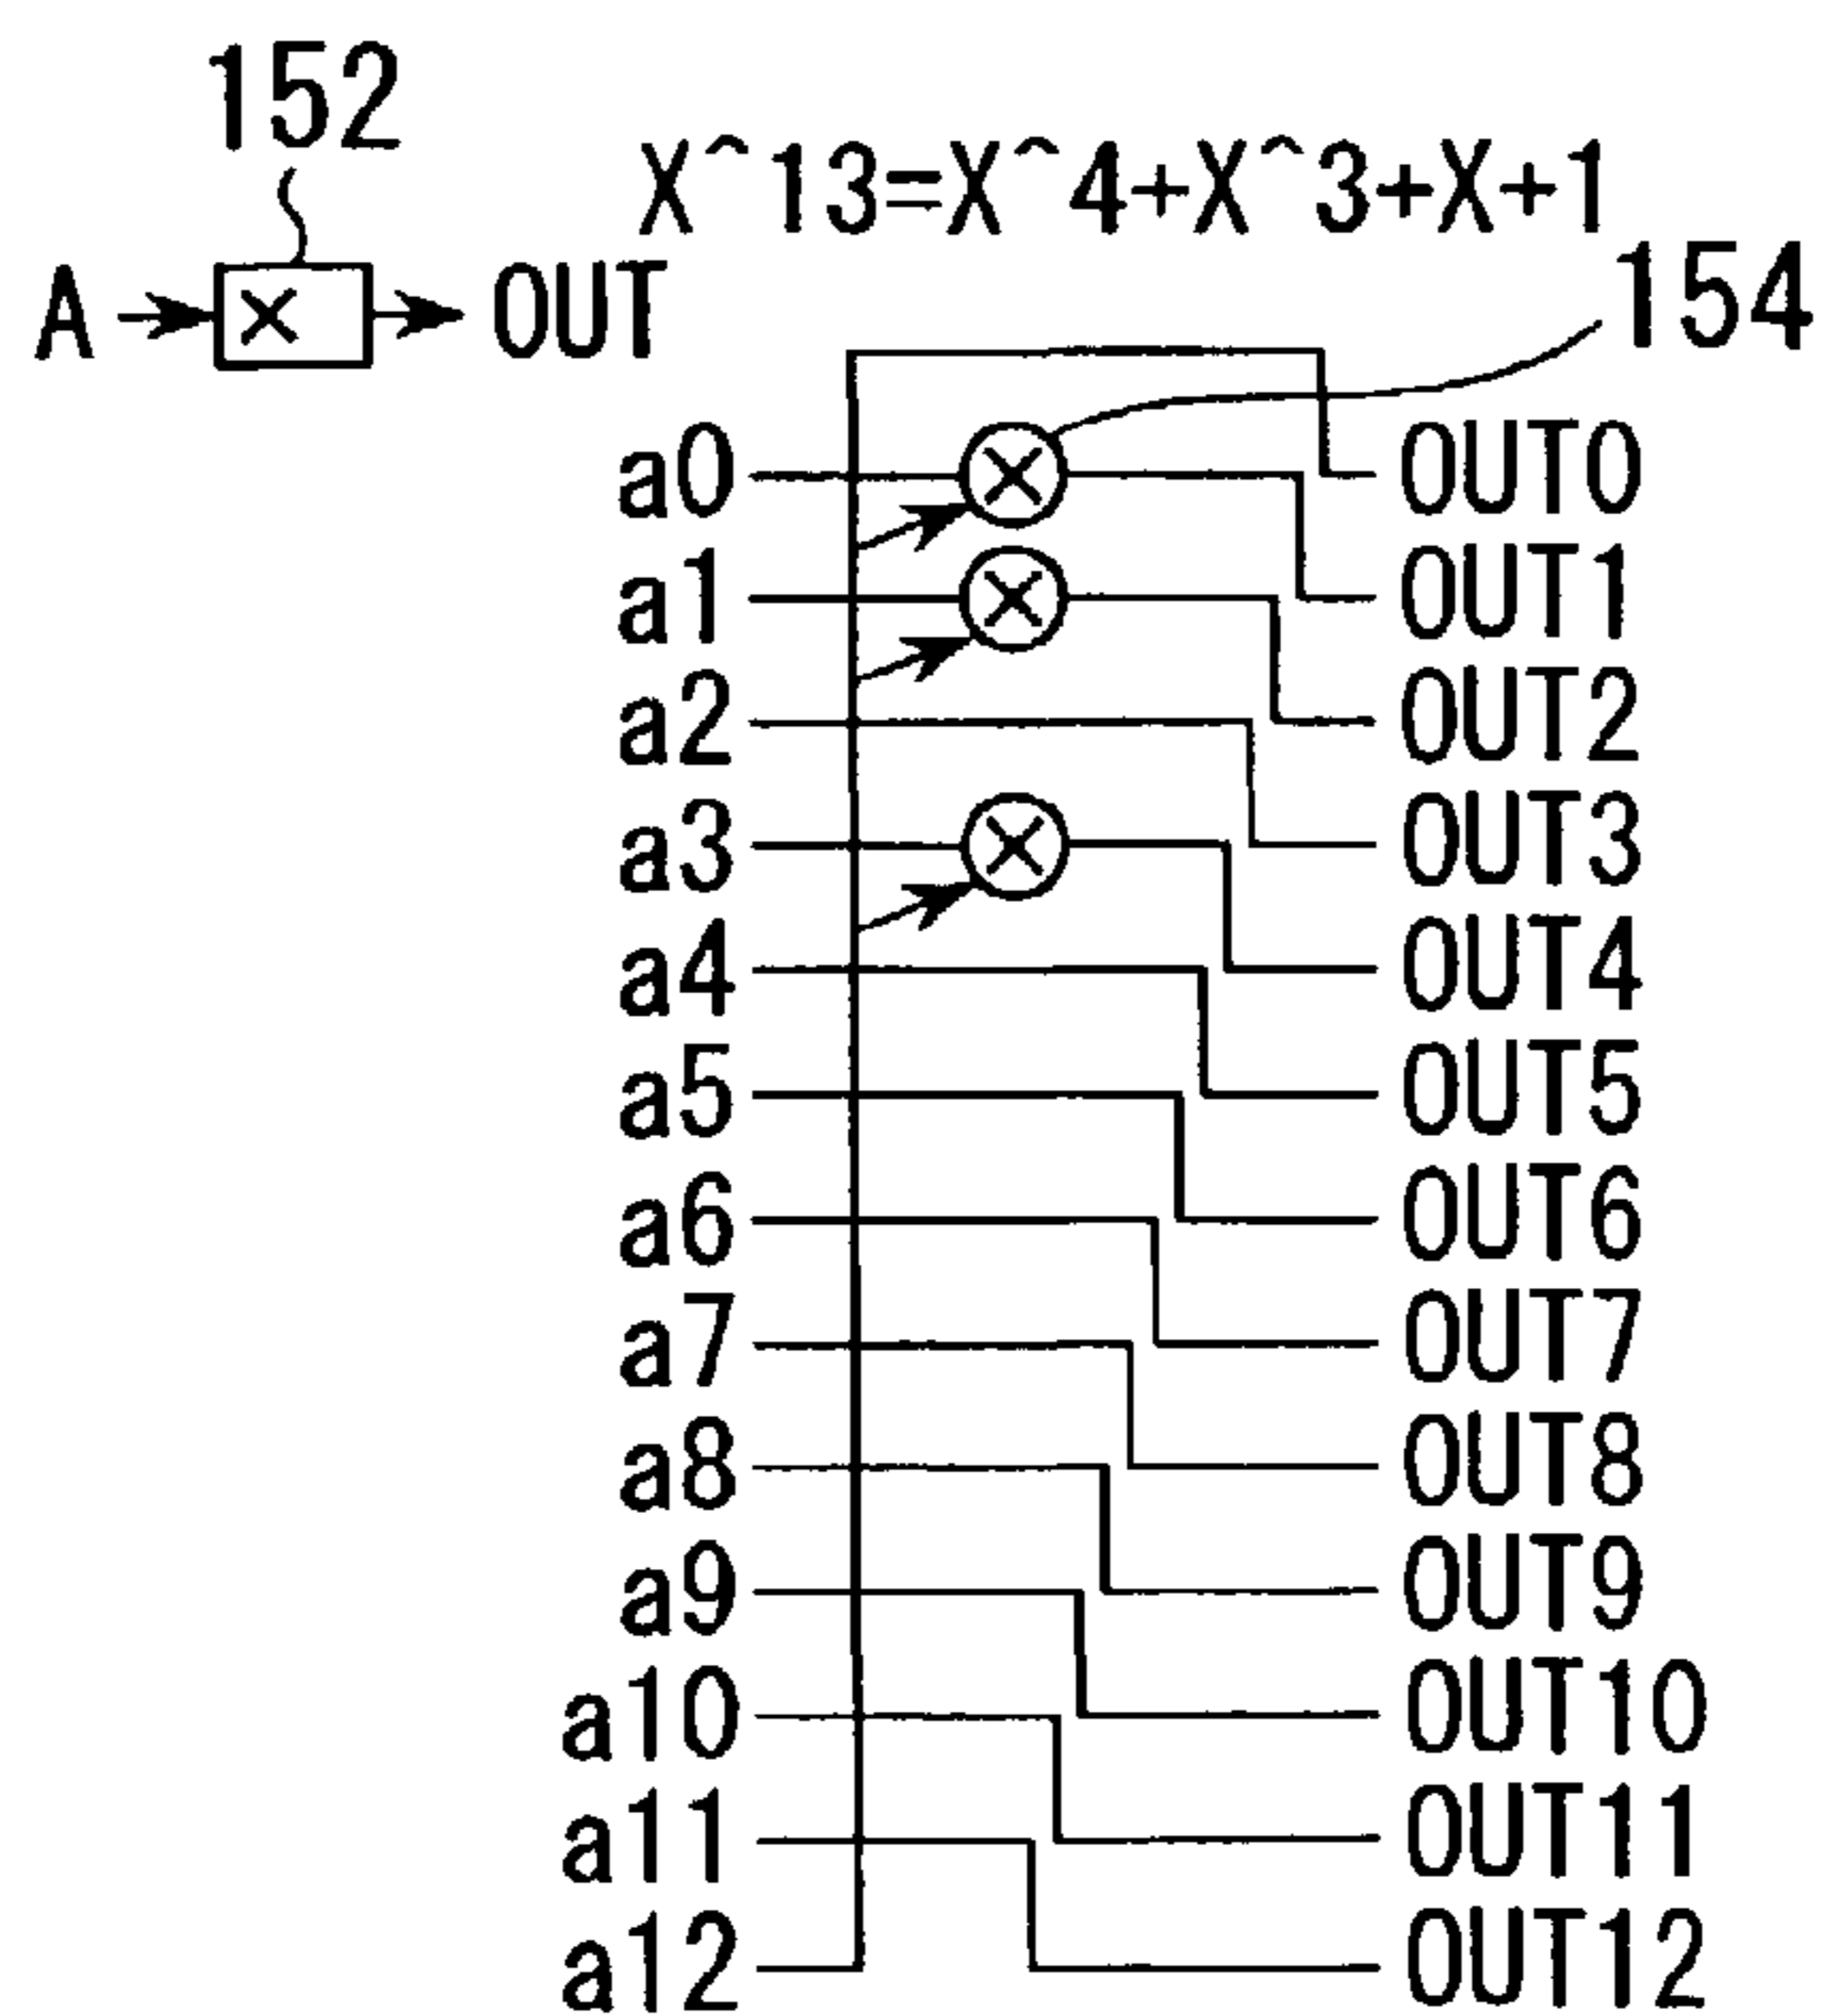 152
X^13=X^4+X^3+X+1
154
A × OUT
a0 × OUT0
a1 × OUT1
a2 OUT2
a3 × OUT3
a4 OUT4
a5 OUT5
a6 OUT6
a7 OUT7
a8 OUT8
a9 OUT9
a10 OUT10
a11 OUT11
a12 OUT12